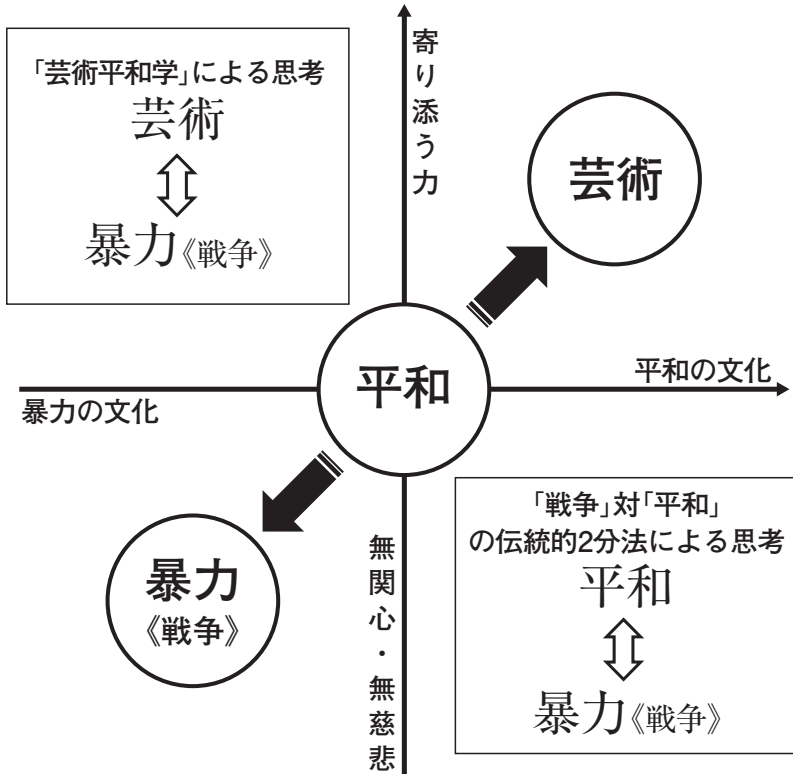 「芸術平和学」による思考
芸術
暴力《戦争》
寄り添う力
芸術
平和
平和の文化
暴力の文化
暴力
《戦争》
無関心・無慈悲
「戦争」対「平和」
の伝統的2分法による思考
平和
暴力《戦争》